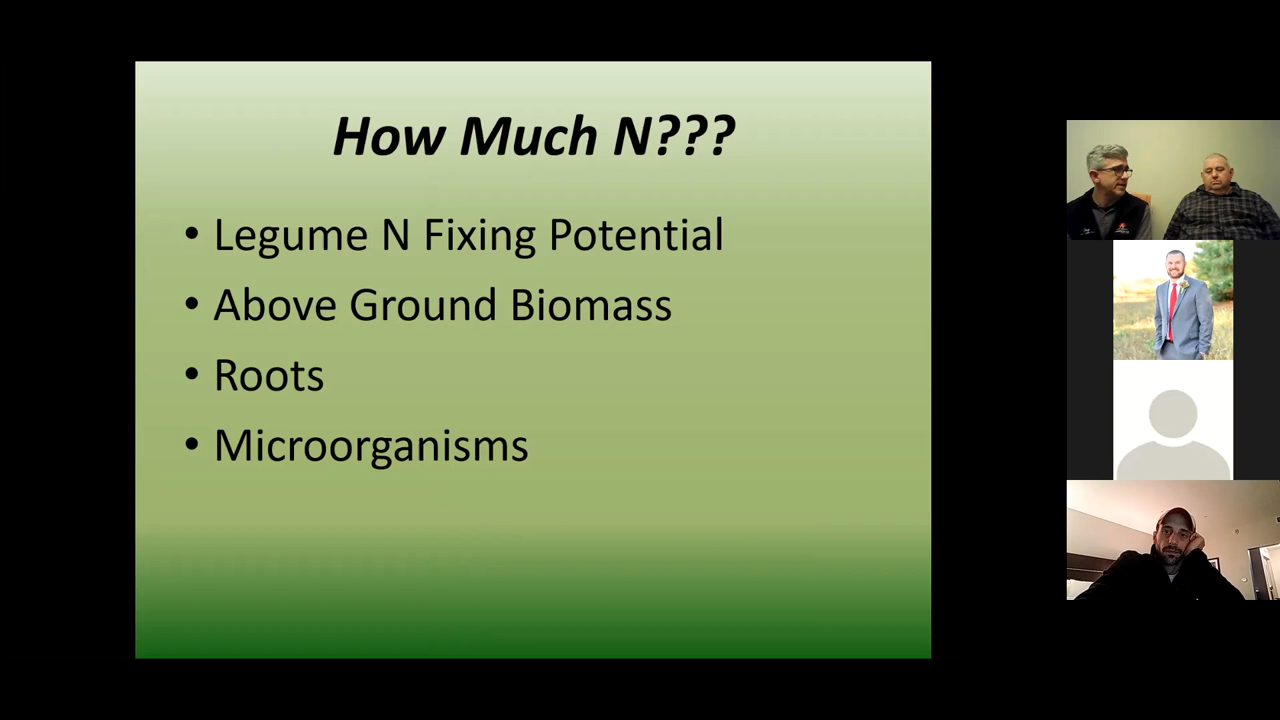 How Much N???
• Legume N Fixing Potential
• Above Ground Biomass
• Roots
• Microorganisms